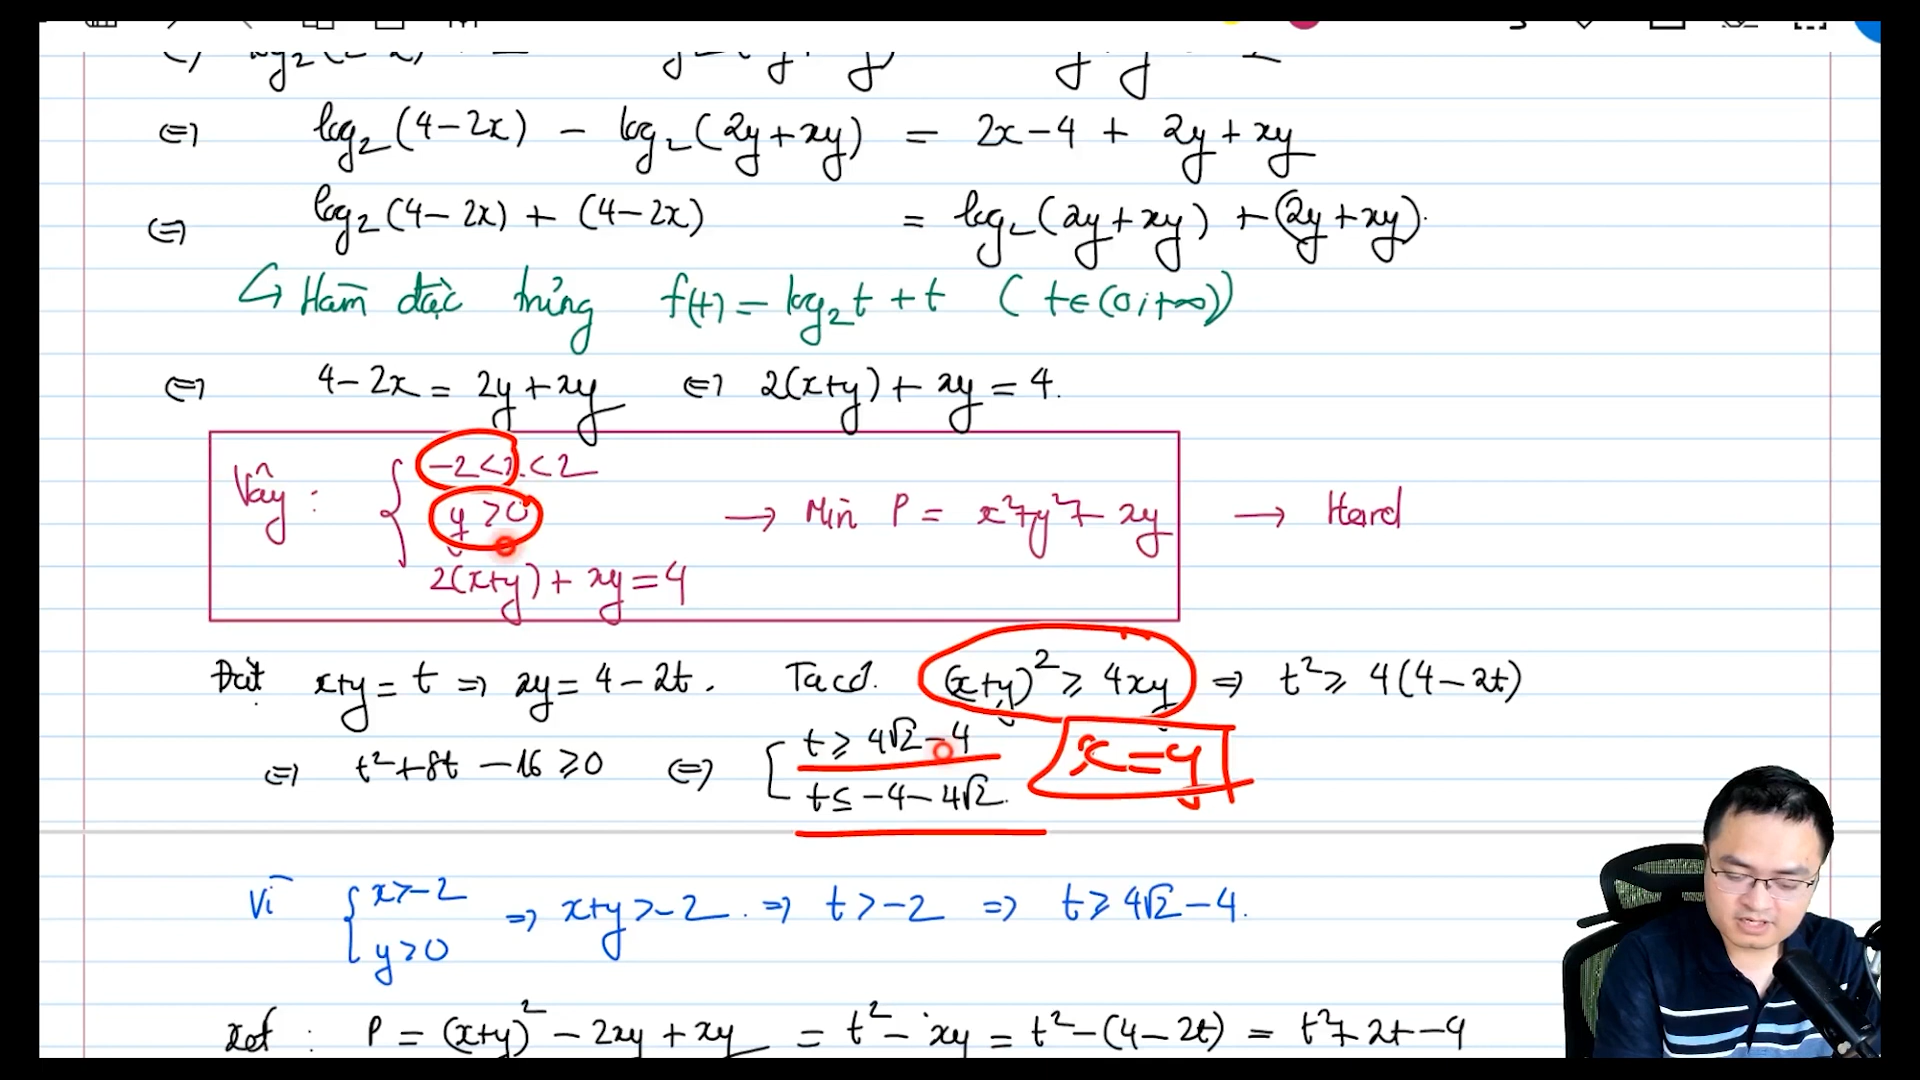 ⇔ log₂(4-2x) - log₂(2y+xy) = 2x-4 + 2y+xy
⇔ log₂(4-2x) + (4-2x) = log₂(2y+xy) + (2y+xy).
↳ Hàm đặc trưng f(t) = log₂t + t (t∈(0;+∞))
⇔ 4-2x = 2y+xy ⇔ 2(x+y) + xy = 4.
Vậy: { -2<x<2
y>0 → Min P = x²+y²+xy → Hard
2(x+y) + xy = 4
Đặt x+y = t ⇒ xy = 4-2t. Ta có. (x+y)² ≥ 4xy ⇒ t² ≥ 4(4-2t)
⇔ t²+8t-16 ≥ 0 ⇔ [ t ≥ 4√2-4
t ≤ -4-4√2.
x=y
Vì { x>-2
y>0 ⇒ x+y>-2. ⇒ t>-2 ⇒ t ≥ 4√2-4.
Xét: P = (x+y)² - 2xy + xy = t² - xy = t² - (4-2t) = t²+2t-4